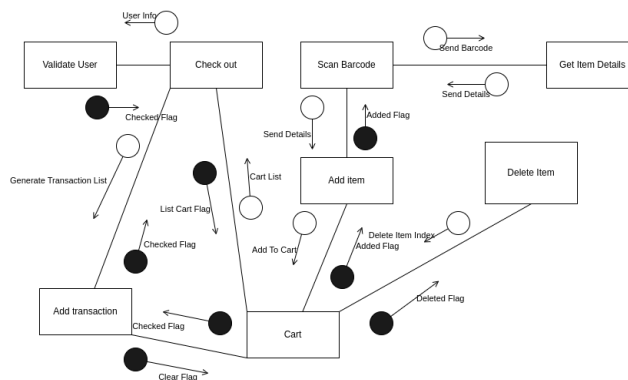 User Info
Validate User
Check out
Scan Barcode
Send Barcode
Get Item Details
Send Details
Checked Flag
Added Flag
Send Details
Generate Transaction List
Cart List
Add item
Delete Item
List Cart Flag
Checked Flag
Add To Cart
Delete Item Index
Added Flag
Add transaction
Checked Flag
Cart
Deleted Flag
Clear Flag